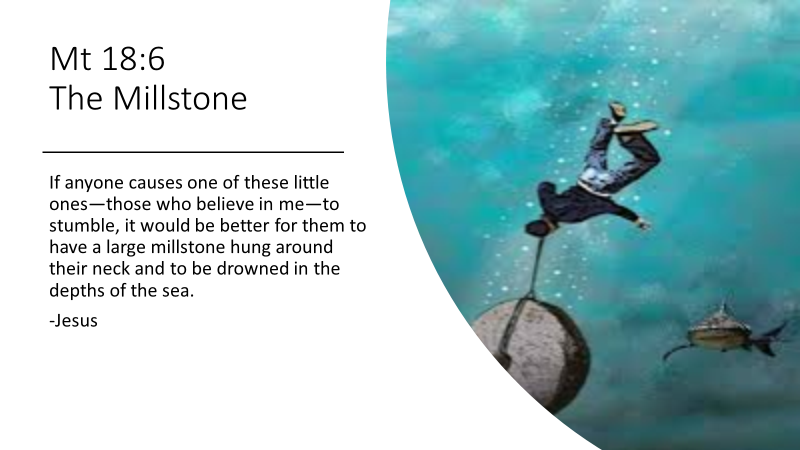 Mt 18:6
The Millstone
If anyone causes one of these little
ones—those who believe in me—to
stumble, it would be better for them to
have a large millstone hung around
their neck and to be drowned in the
depths of the sea.
-Jesus